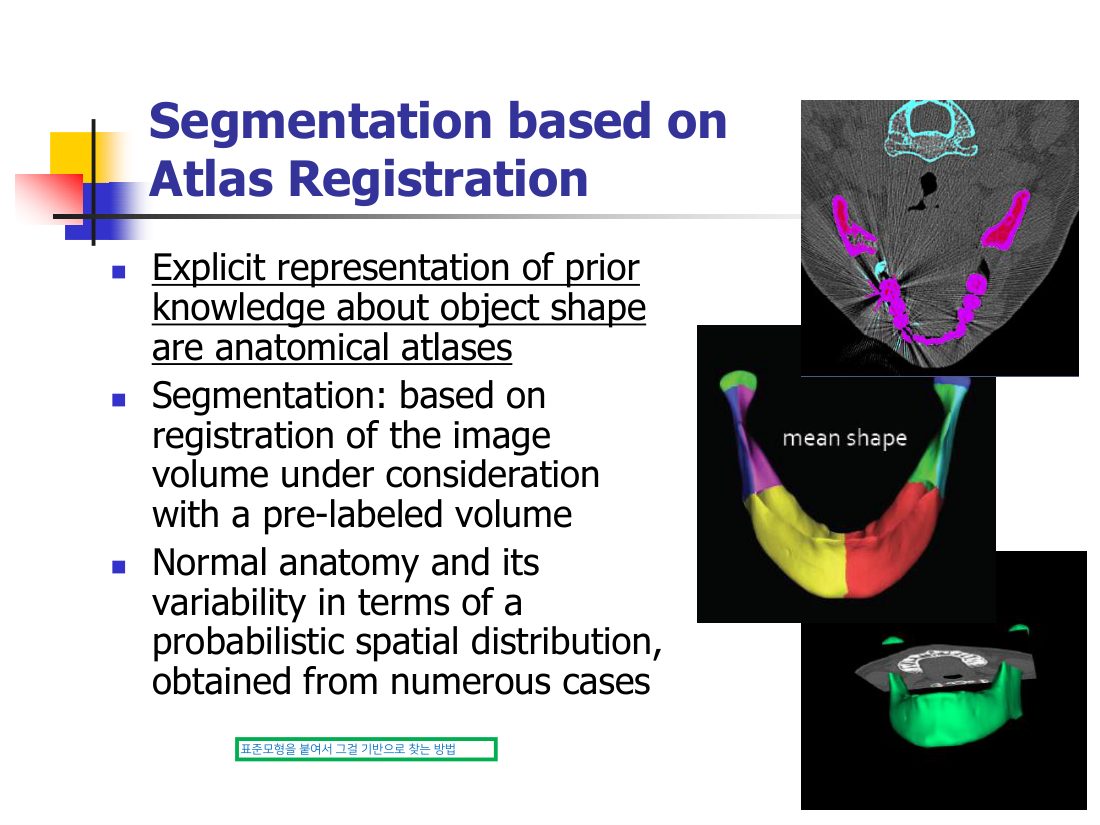 Segmentation based on
Atlas Registration
Explicit representation of prior
knowledge about object shape
are anatomical atlases
Segmentation: based on
registration of the image
volume under consideration
with a pre-labeled volume
Normal anatomy and its
variability in terms of a
probabilistic spatial distribution,
obtained from numerous cases
mean shape
표준모형을 붙여서 그걸 기반으로 찾는 방법